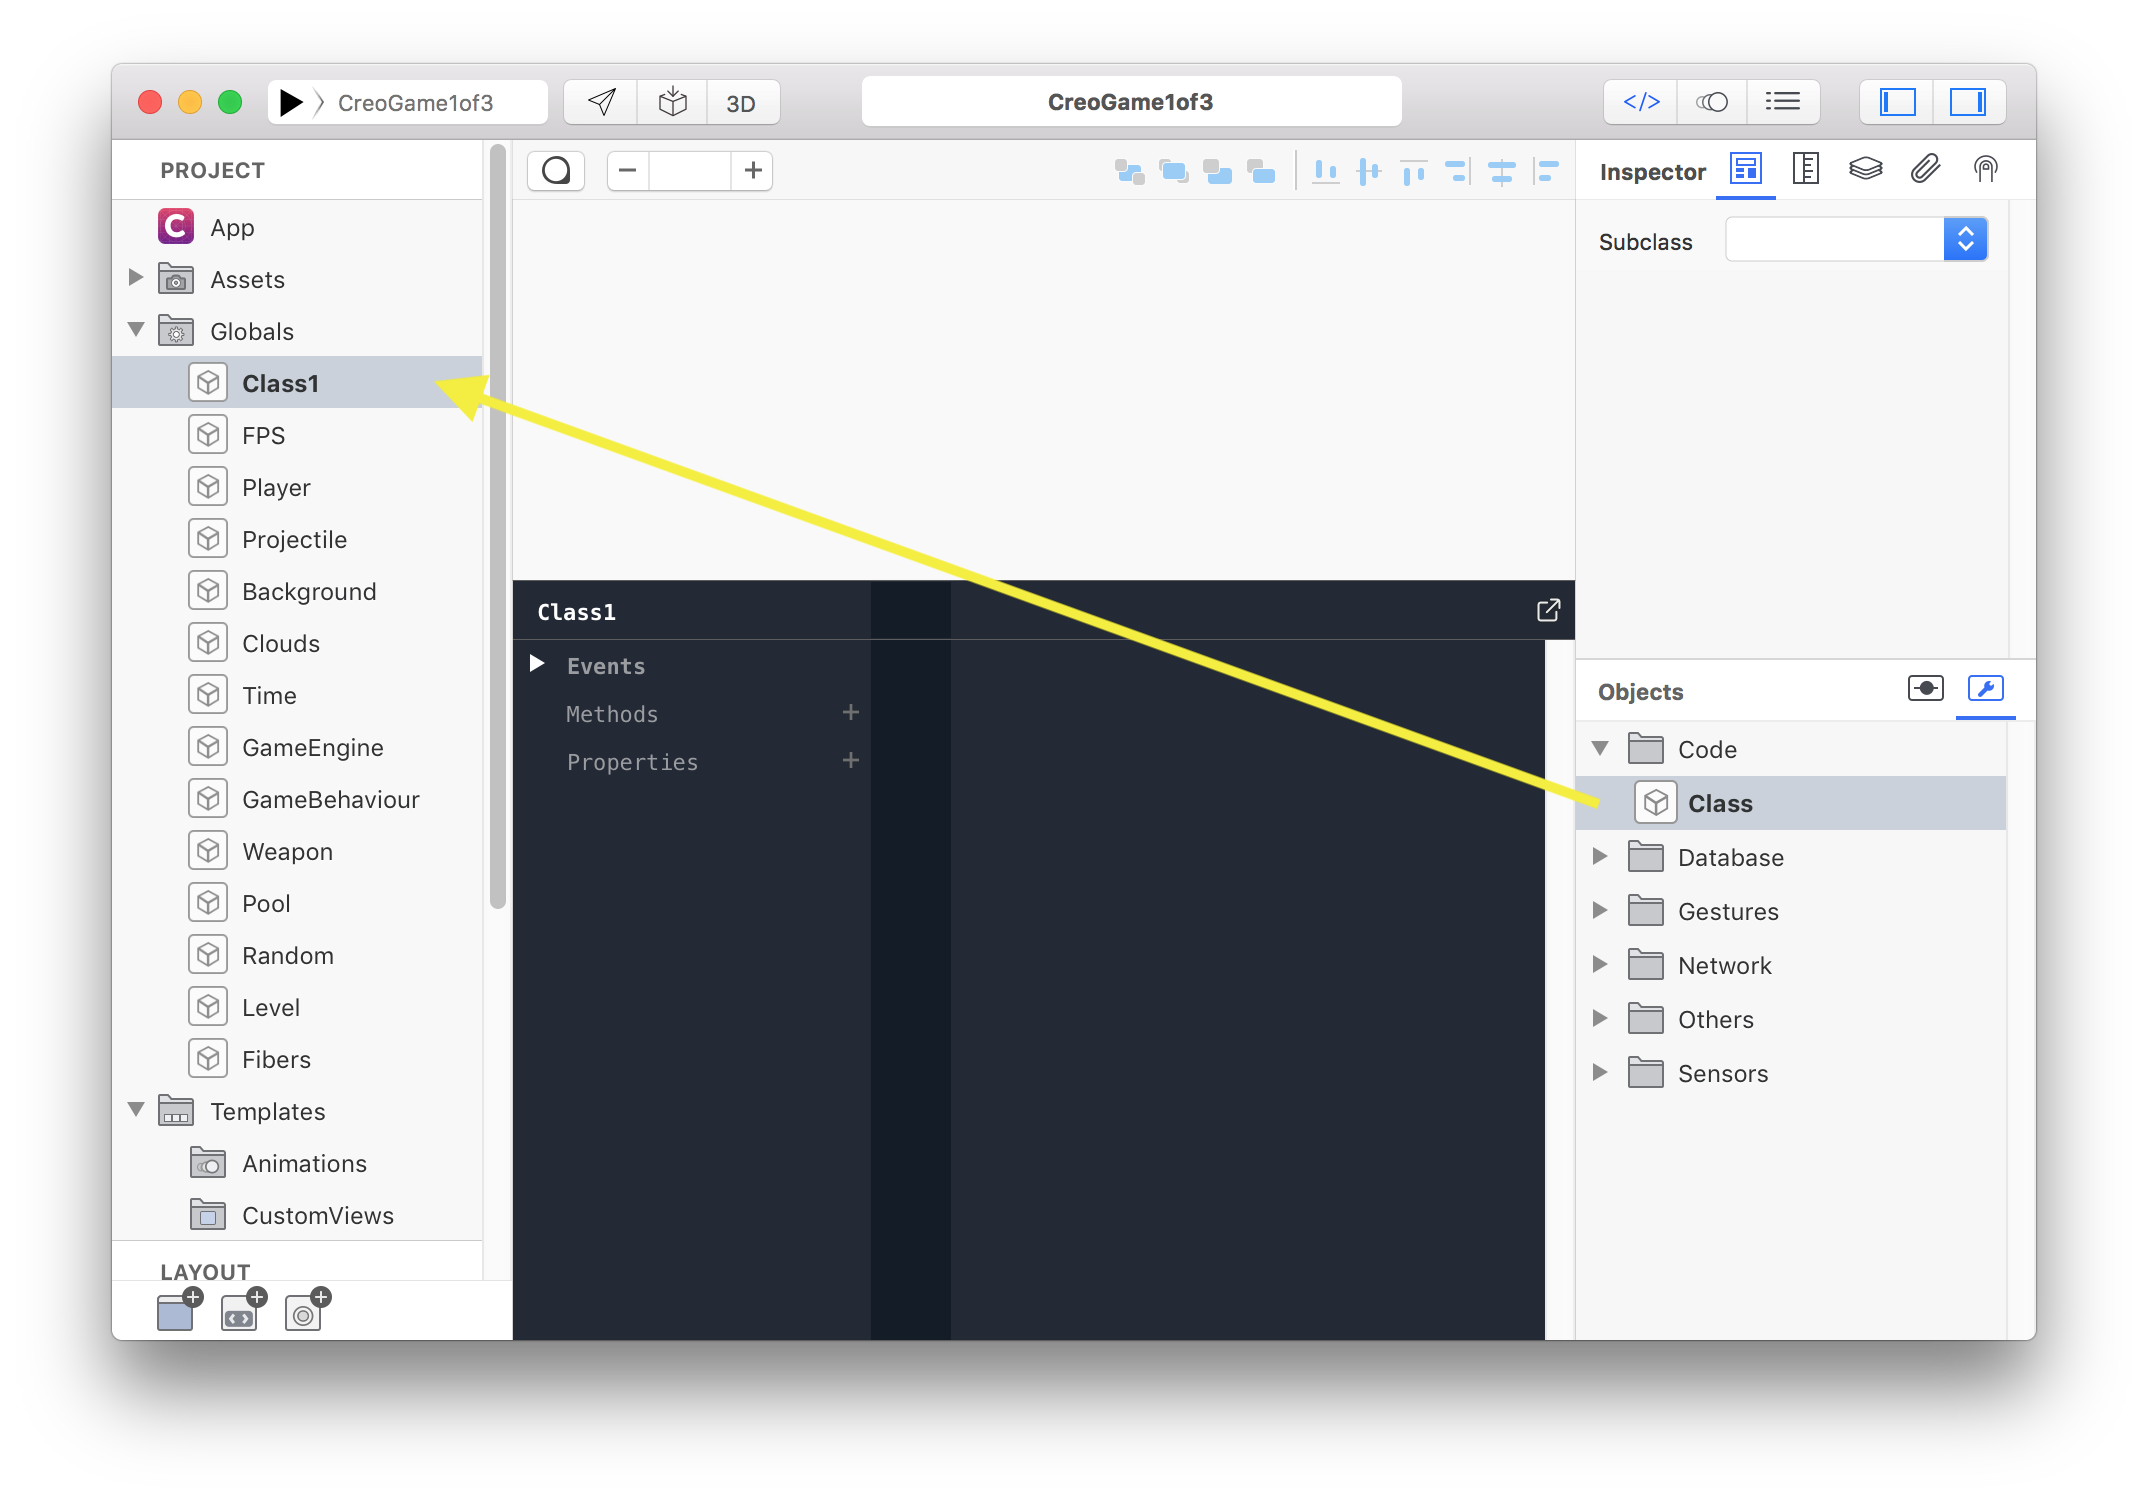 CreoGame1of3
3D
CreoGame1of3
PROJECT
App
Assets
Globals
Class1
FPS
Player
Projectile
Background
Clouds
Time
GameEngine
GameBehaviour
Weapon
Pool
Random
Level
Fibers
Templates
Animations
CustomViews
LAYOUT
Class1
Events
Methods +
Properties +
Inspector
Subclass
Objects
Code
Class
Database
Gestures
Network
Others
Sensors